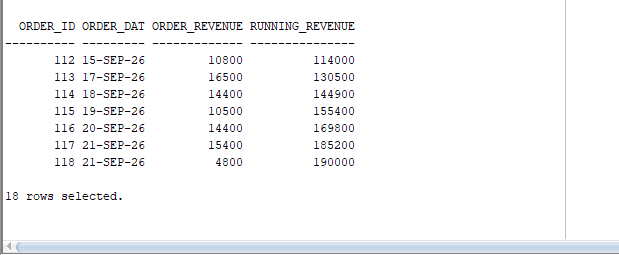 ORDER_ID ORDER_DAT ORDER_REVENUE RUNNING_REVENUE
---------- --------- ------------- ---------------
112 15-SEP-26 10800 114000
113 17-SEP-26 16500 130500
114 18-SEP-26 14400 144900
115 19-SEP-26 10500 155400
116 20-SEP-26 14400 169800
117 21-SEP-26 15400 185200
118 21-SEP-26 4800 190000
18 rows selected.